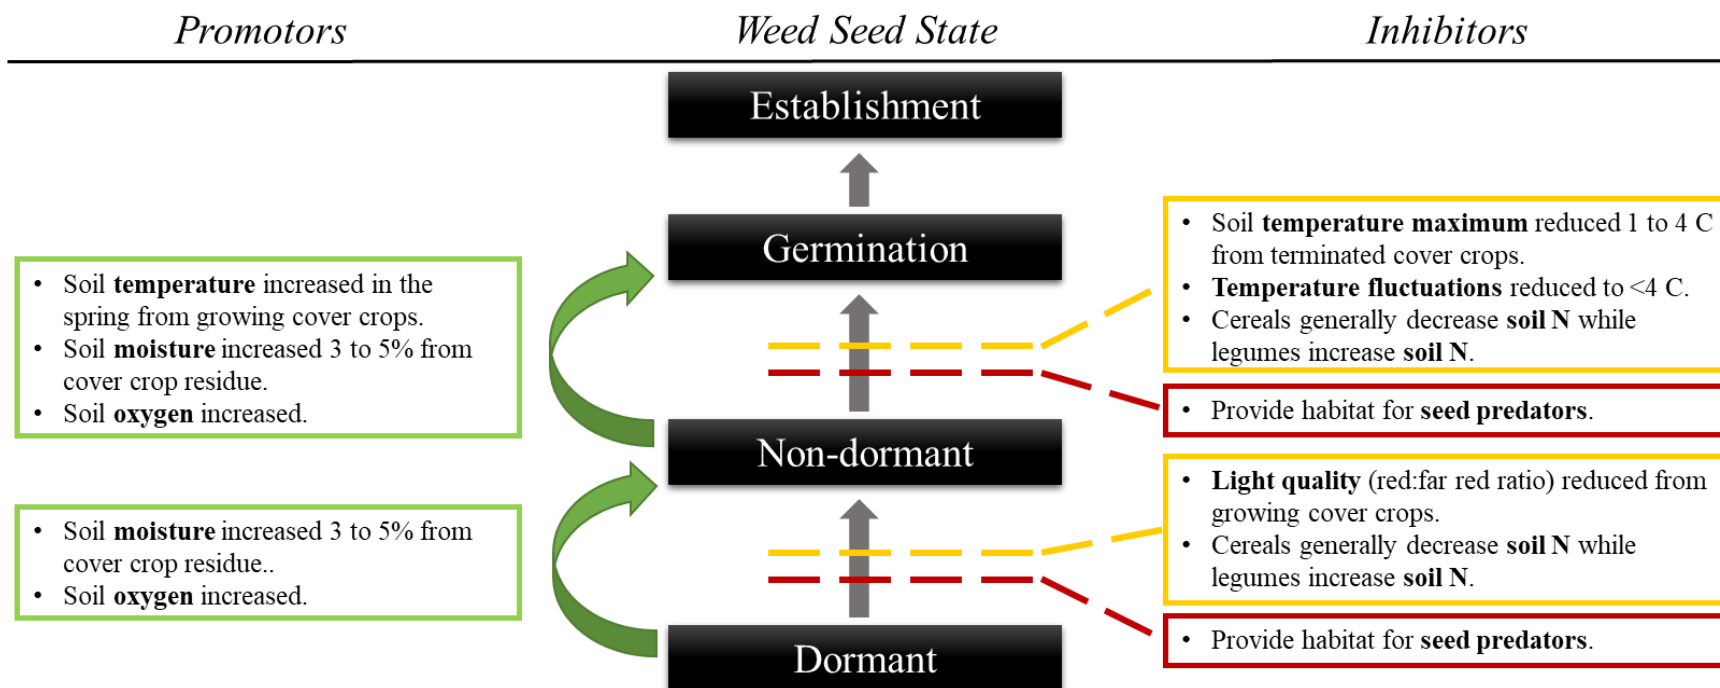 Promotors
Weed Seed State
Inhibitors
Establishment
Germination
Non-dormant
Dormant
• Soil temperature increased in the
spring from growing cover crops.
• Soil moisture increased 3 to 5% from
cover crop residue.
• Soil oxygen increased.
• Soil moisture increased 3 to 5% from
cover crop residue..
• Soil oxygen increased.
• Soil temperature maximum reduced 1 to 4 C
from terminated cover crops.
• Temperature fluctuations reduced to <4 C.
• Cereals generally decrease soil N while
legumes increase soil N.
• Provide habitat for seed predators.
• Light quality (red:far red ratio) reduced from
growing cover crops.
• Cereals generally decrease soil N while
legumes increase soil N.
• Provide habitat for seed predators.